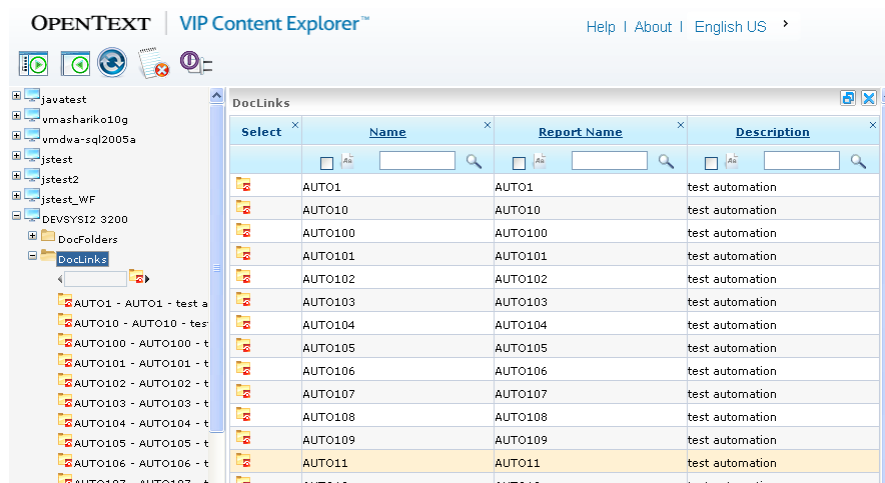 OPENTEXT | VIP Content Explorer™
Help | About | English US
javatest
vmashariko10g
vmdwa-sql2005a
jstest
jstest2
jstest_WF
DEVSYSI2 3200
DocFolders
DocLinks
AUTO1 - AUTO1 - test a
AUTO10 - AUTO10 - tes
AUTO100 - AUTO100 - t
AUTO101 - AUTO101 - t
AUTO102 - AUTO102 - t
AUTO103 - AUTO103 - t
AUTO104 - AUTO104 - t
AUTO105 - AUTO105 - t
AUTO106 - AUTO106 - t
AUTO107 - AUTO107 - t
DocLinks
Select Name Report Name Description
AUTO1 AUTO1 test automation
AUTO10 AUTO10 test automation
AUTO100 AUTO100 test automation
AUTO101 AUTO101 test automation
AUTO102 AUTO102 test automation
AUTO103 AUTO103 test automation
AUTO104 AUTO104 test automation
AUTO105 AUTO105 test automation
AUTO106 AUTO106 test automation
AUTO107 AUTO107 test automation
AUTO108 AUTO108 test automation
AUTO109 AUTO109 test automation
AUTO11 AUTO11 test automation